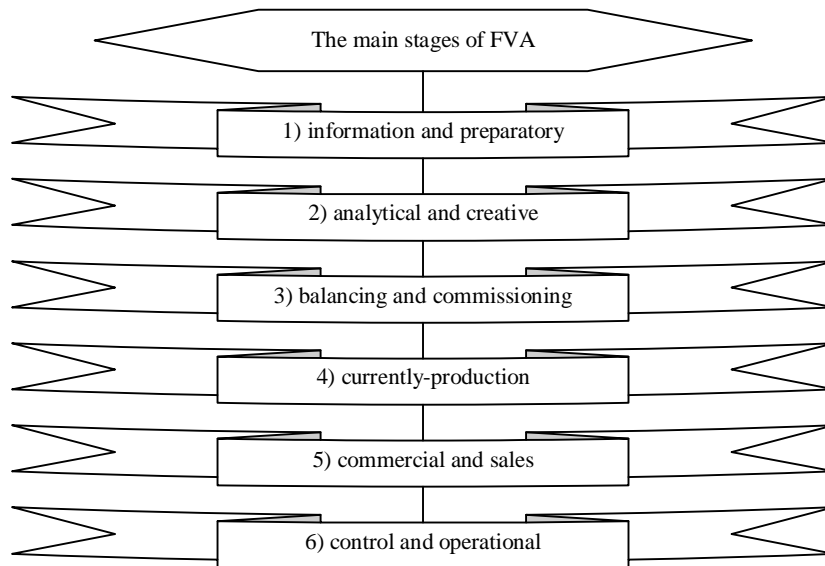 The main stages of FVA
1) information and preparatory
2) analytical and creative
3) balancing and commissioning
4) currently-production
5) commercial and sales
6) control and operational